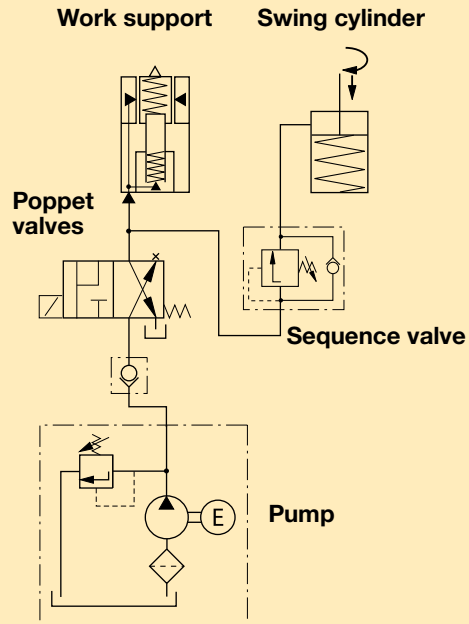 Work support
Swing cylinder
Poppet
valves
Sequence valve
E
Pump